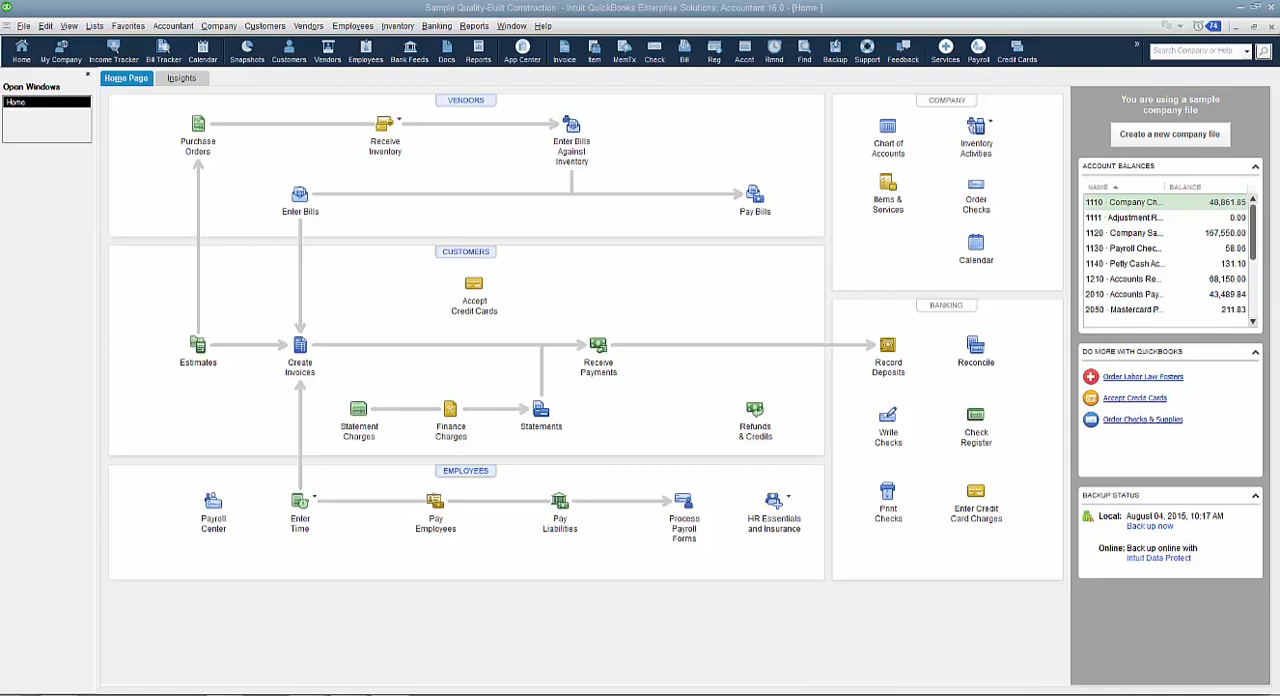 Sample Quality-Built Construction - Intuit QuickBooks Enterprise Solutions: Accountant 16.0 - [Home ]
File Edit View Lists Favorites Accountant Company Customers Vendors Employees Inventory Banking Reports Window Help
74
Home My Company Income Tracker Bill Tracker Calendar Snapshots Customers Vendors Employees Bank Feeds Docs Reports App Center Invoice Item MemTx Check Bill Reg Accnt Rmnd Find Backup Support Feedback Services Payroll Credit Cards
Search Company or Help
Open Windows
Home
Home Page Insights
VENDORS
Purchase
Orders
Receive
Inventory
Enter Bills
Against
Inventory
Enter Bills
Pay Bills
CUSTOMERS
Accept
Credit Cards
Estimates
Create
Invoices
Receive
Payments
Statement
Charges
Finance
Charges
Statements
Refunds
& Credits
EMPLOYEES
Payroll
Center
Enter
Time
Pay
Employees
Pay
Liabilities
Process
Payroll
Forms
HR Essentials
and Insurance
COMPANY
Chart of
Accounts
Inventory
Activities
Items &
Services
Order
Checks
Calendar
BANKING
Record
Deposits
Reconcile
Write
Checks
Check
Register
Print
Checks
Enter Credit
Card Charges
You are using a sample
company file
Create a new company file
ACCOUNT BALANCES
NAME BALANCE
1110 · Company Ch... 48,861.85
1111 · Adjustment R... 0.00
1120 · Company Sa... 167,550.00
1130 · Payroll Chec... 58.06
1140 · Petty Cash Ac... 131.10
1210 · Accounts Re... 68,150.00
2010 · Accounts Pay... 43,489.84
2050 · Mastercard P... 211.83
DO MORE WITH QUICKBOOKS
Order Labor Law Posters
Accept Credit Cards
Order Checks & Supplies
BACKUP STATUS
Local: August 04, 2015, 10:17 AM
Back up now
Online: Back up online with
Intuit Data Protect